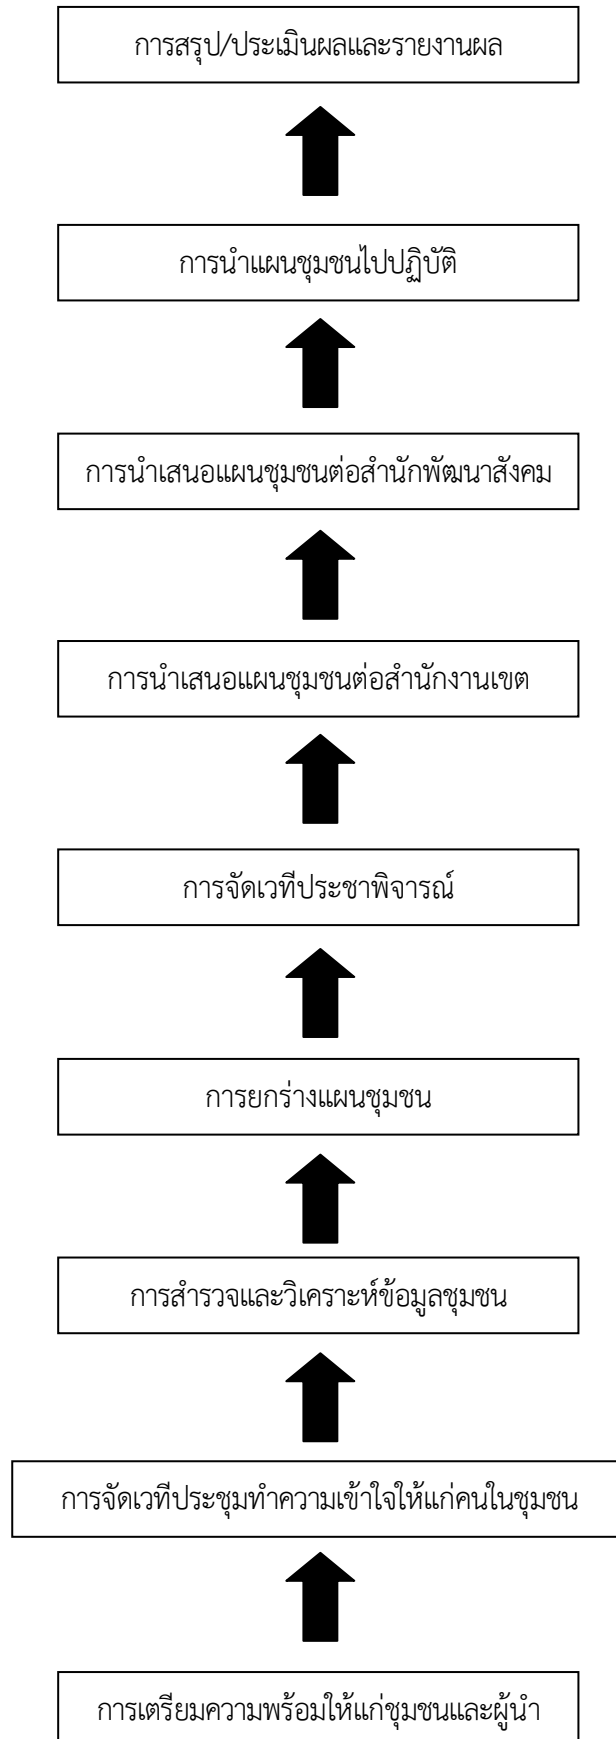 การสรุป/ประเมินผลและรายงานผล
การนำแผนชุมชนไปปฏิบัติ
การนำเสนอแผนชุมชนต่อสำนักพัฒนาสังคม
การนำเสนอแผนชุมชนต่อสำนักงานเขต
การจัดเวทีประชาพิจารณ์
การยกร่างแผนชุมชน
การสำรวจและวิเคราะห์ข้อมูลชุมชน
การจัดเวทีประชุมทำความเข้าใจให้แก่คนในชุมชน
การเตรียมความพร้อมให้แก่ชุมชนและผู้นำ